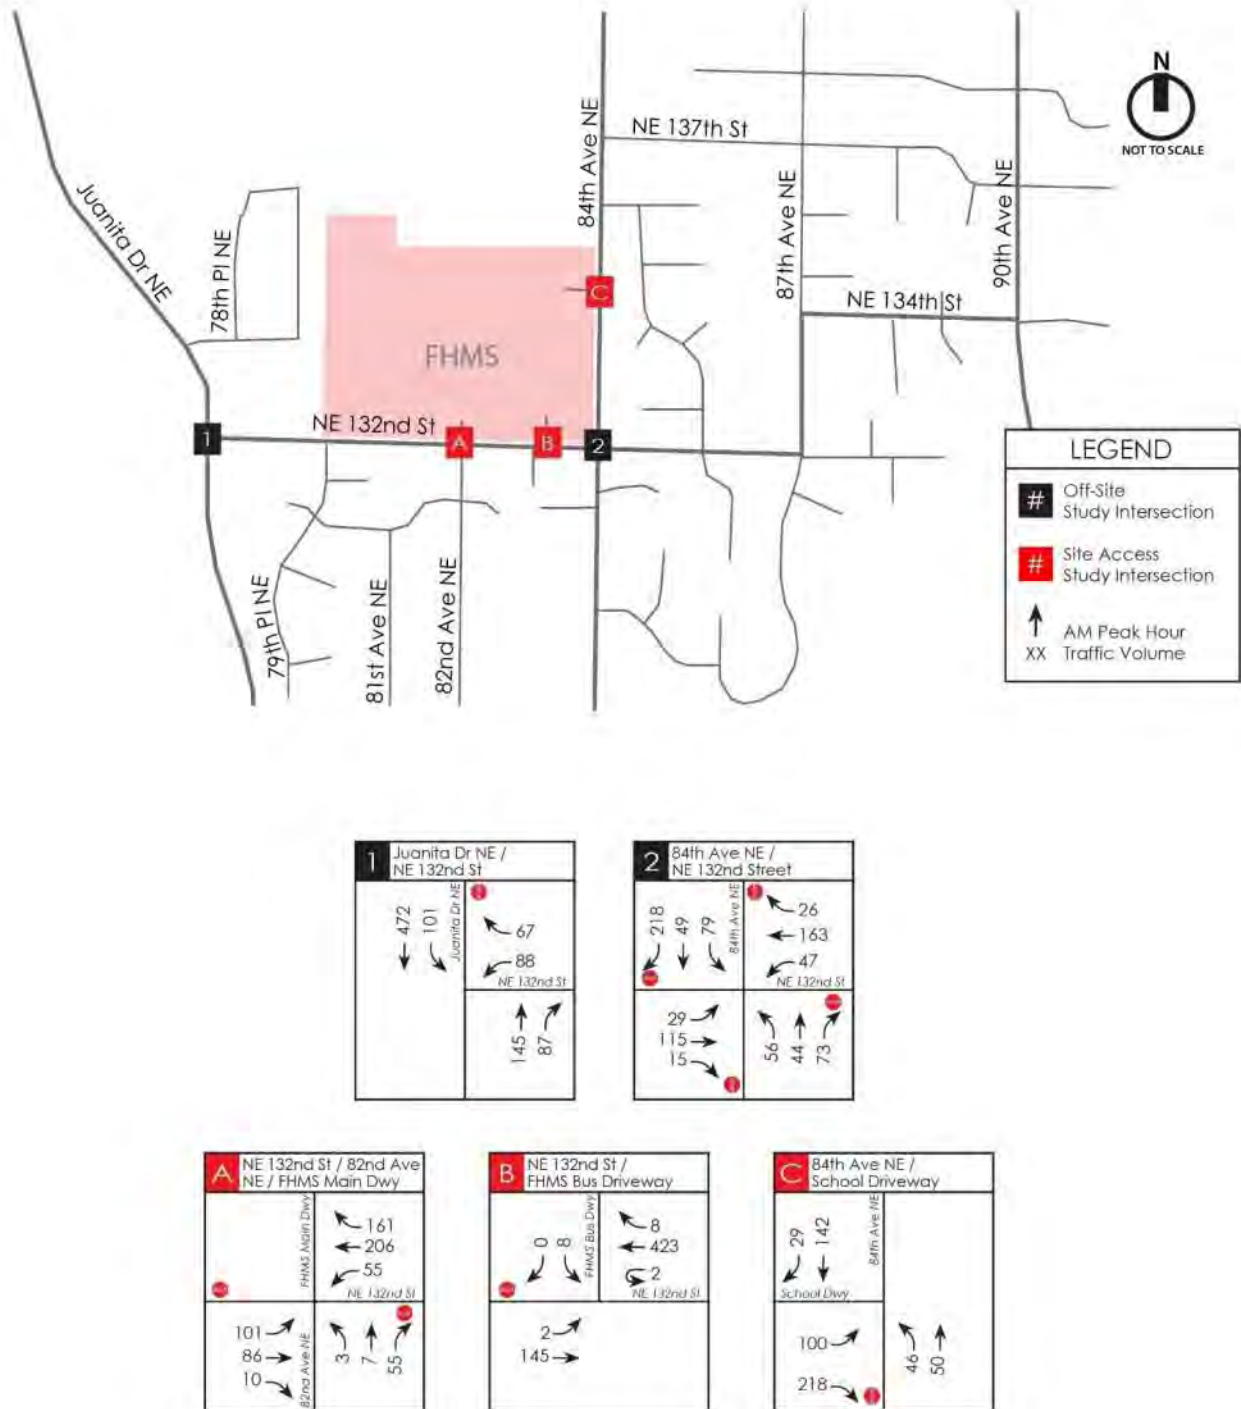 N
NOT TO SCALE
84th Ave NE
NE 137th St
87th Ave NE
90th Ave NE
Juanita Dr NE
78th Pl NE
C
NE 134th St
FHMS
NE 132nd St
1
A
B
2
79th Pl NE
81st Ave NE
82nd Ave NE
LEGEND
#
Off-Site
Study Intersection
#
Site Access
Study Intersection
XX
AM Peak Hour
Traffic Volume
1
Juanita Dr NE /
NE 132nd St
472
101
Juanita Dr NE
67
88
NE 132nd St
145
87
2
84th Ave NE /
NE 132nd Street
218
49
79
84th Ave NE
26
163
47
NE 132nd St
29
115
15
56
44
73
A
NE 132nd St / 82nd Ave
NE / FHMS Main Dwy
FHMS Main Dwy
161
206
55
NE 132nd St
101
86
10
82nd Ave NE
3
7
55
B
NE 132nd St /
FHMS Bus Driveway
0
8
FHMS Bus Dwy
8
423
2
NE 132nd St
2
145
C
84th Ave NE /
School Driveway
29
142
84th Ave NE
School Dwy
100
218
46
50